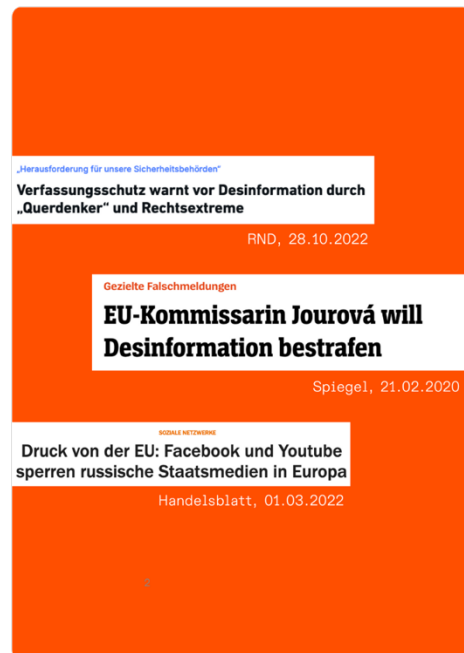 „Herausforderung für unsere Sicherheitsbehörden“
Verfassungsschutz warnt vor Desinformation durch
„Querdenker“ und Rechtsextreme
RND, 28.10.2022
Gezielte Falschmeldungen
EU-Kommissarin Jourová will
Desinformation bestrafen
Spiegel, 21.02.2020
SOZIALE NETZWERKE
Druck von der EU: Facebook und Youtube
sperren russische Staatsmedien in Europa
Handelsblatt, 01.03.2022